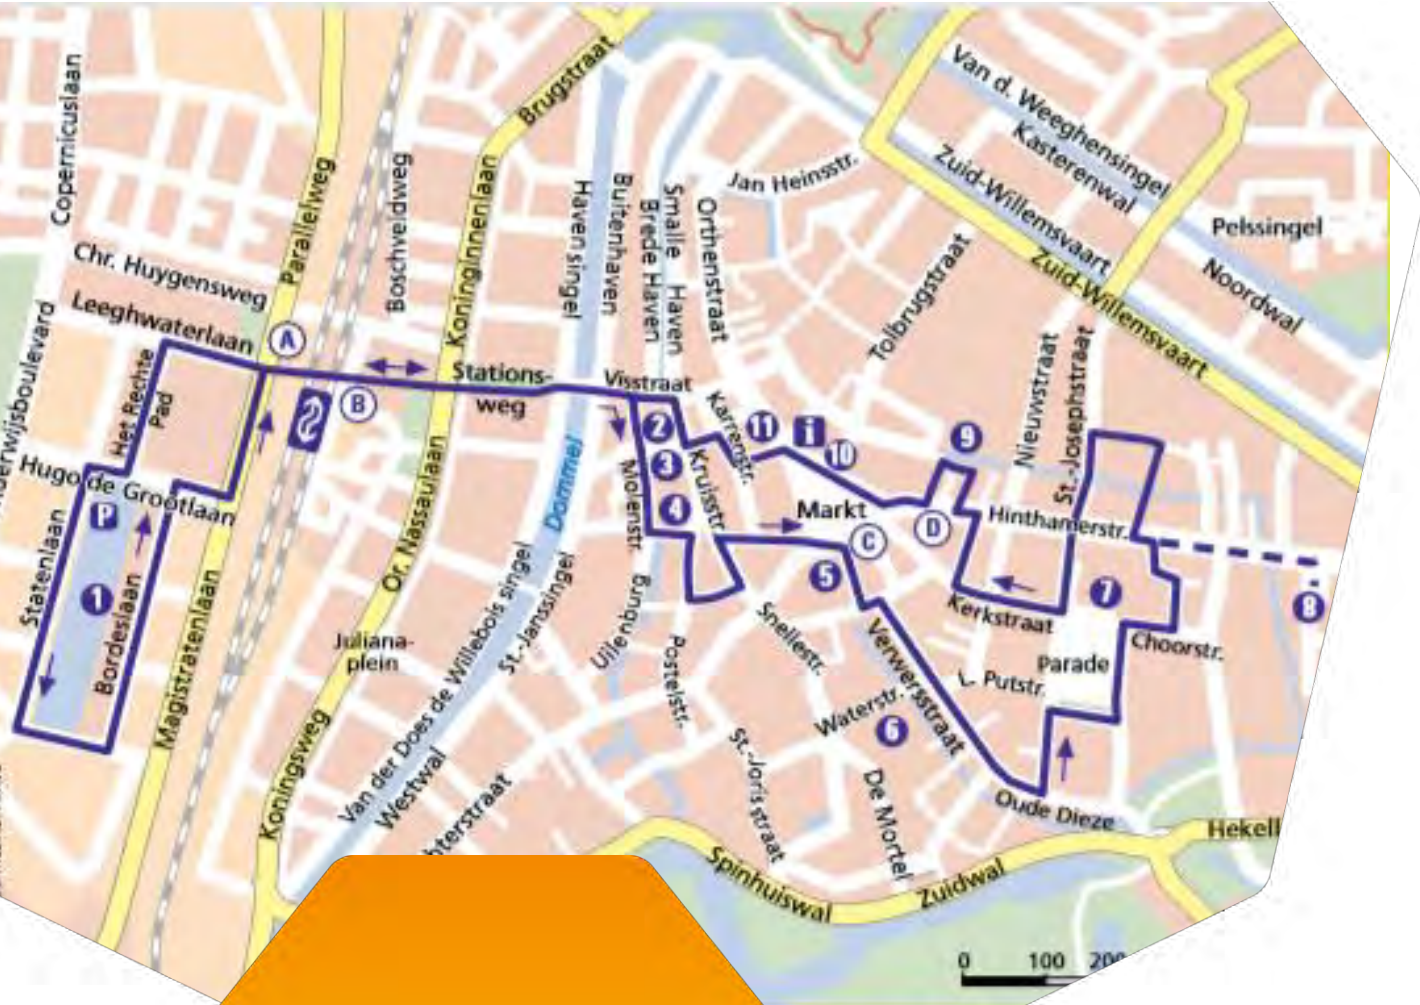 Copernicuslaan
Chr. Huygensweg
Leeghwaterlaan
Parallelweg
Boschveldweg
Koninginnenlaan
Brugstraat
Havensingel
Buitenhaven
Brede Haven
Smalle Haven
Orthenstraat
Jan Heinsstr.
Tolbrugstraat
Van d. Weeghensingel
Kasterenwal
Zuid-Willemsvaart
Zuid-Willemsvaart
Pelssingel
Noordwal
A
B
Stations-
weg
Visstraat
Het Rechte
Pad
Hugo de Grootlaan
P
Statenlaan
1
Bordeslaan
Magistratenlaan
Or. Nassaulaan
Dommel
Molenstr.
2
3
4
Kruisstr.
Karrenstr.
11
i
10
9
Markt
C
D
5
Nieuwstraat
St.-Josephstraat
Hinthamerstr.
7
8
Kerkstraat
Choorstr.
Parade
Putstr.
Verwersstraat
Snellestr.
Waterstr.
6
Juliana-
plein
Koningsweg
Van der Does de Willebois singel
St.-Janssingel
Westwal
Uilenburg
Postelstr.
St.-Jorisstraat
De Mortel
Oude Dieze
Hekell
Spinhuiswal
Zuidwal
0 100 200